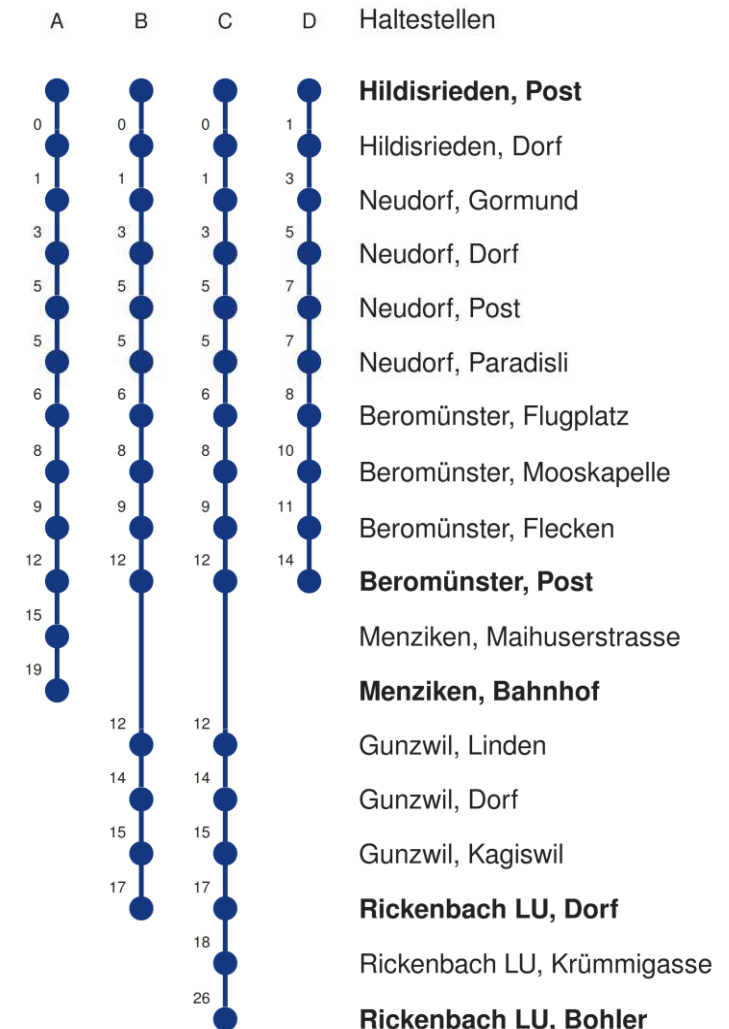 A B C D Haltestellen
Hildisrieden, Post
0 0 0 1 Hildisrieden, Dorf
1 1 1 3 Neudorf, Gormund
3 3 3 5 Neudorf, Dorf
5 5 5 7 Neudorf, Post
5 5 5 7 Neudorf, Paradisli
6 6 6 8 Beromünster, Flugplatz
8 8 8 10 Beromünster, Mooskapelle
9 9 9 11 Beromünster, Flecken
12 12 12 14 Beromünster, Post
15 Menziken, Maihuserstrasse
19 Menziken, Bahnhof
12 12 Gunzwil, Linden
14 14 Gunzwil, Dorf
15 15 Gunzwil, Kagiswil
17 17 Rickenbach LU, Dorf
18 Rickenbach LU, Krümmigasse
26 Rickenbach LU, Bohler